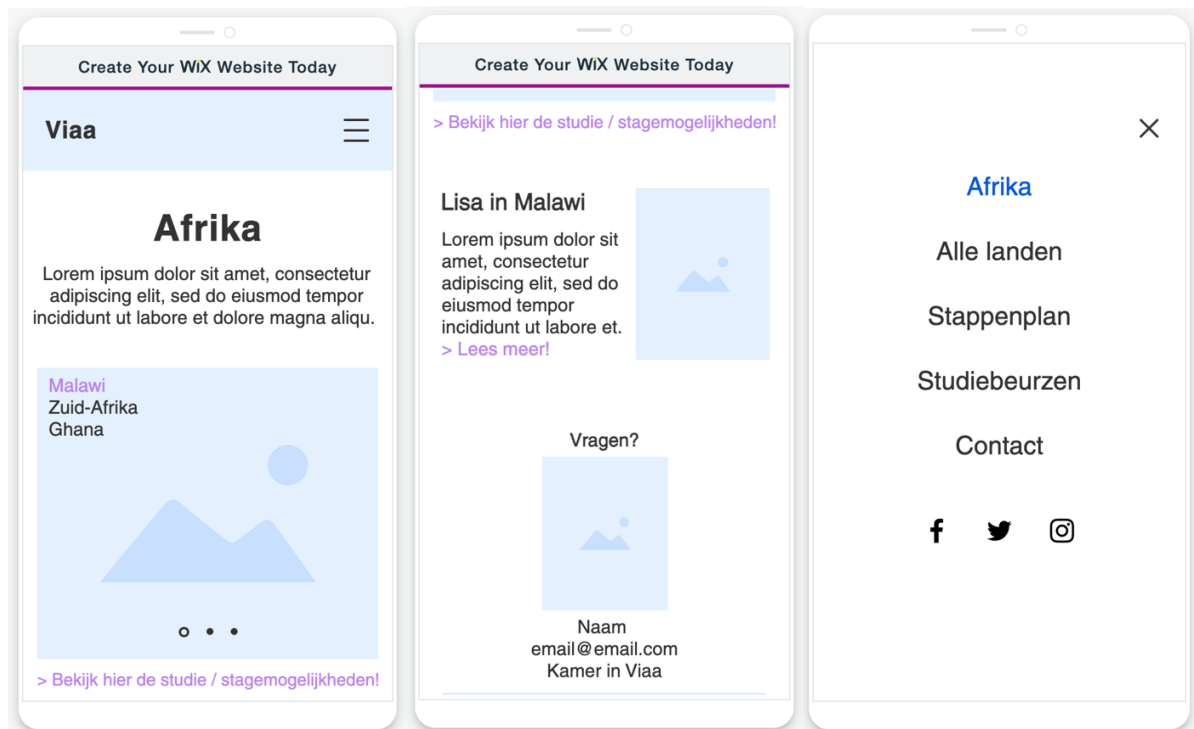 Create Your WiX Website Today
Viaa
Afrika
Lorem ipsum dolor sit amet, consectetur
adipiscing elit, sed do eiusmod tempor
incididunt ut labore et dolore magna aliqu.
Malawi
Zuid-Afrika
Ghana
> Bekijk hier de studie / stagemogelijkheden!
Create Your WiX Website Today
> Bekijk hier de studie / stagemogelijkheden!
Lisa in Malawi
Lorem ipsum dolor sit
amet, consectetur
adipiscing elit, sed do
eiusmod tempor
incididunt ut labore et.
> Lees meer!
Vragen?
Naam
email@email.com
Kamer in Viaa
Afrika
Alle landen
Stappenplan
Studiebeurzen
Contact